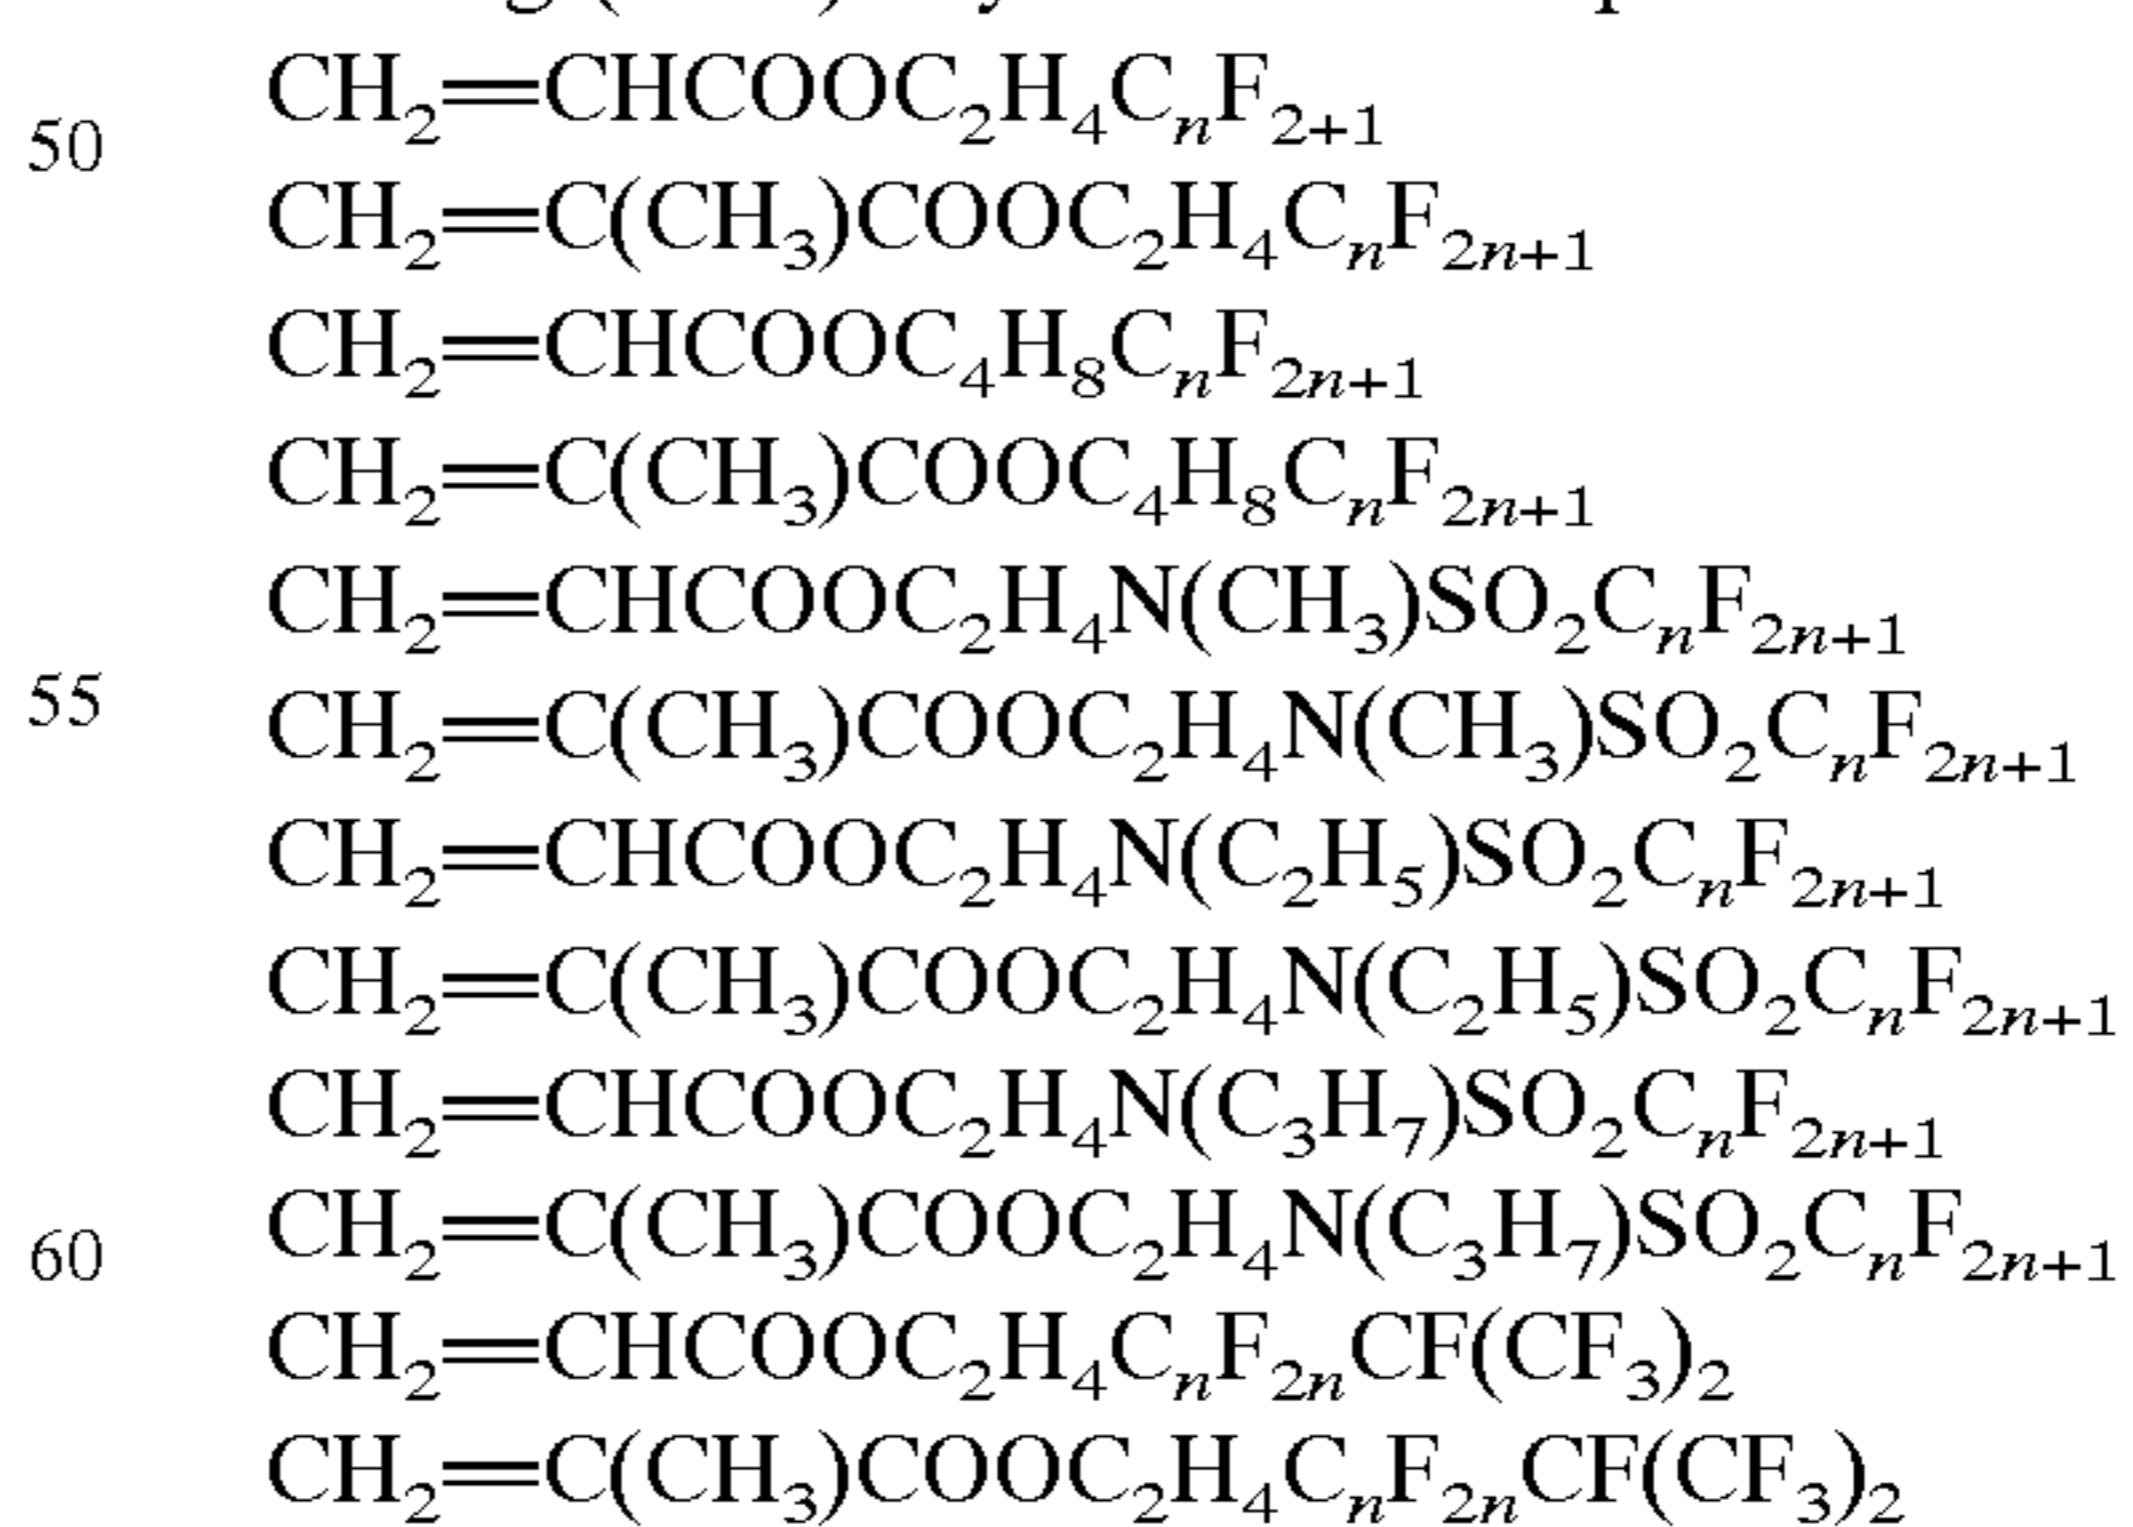 CH₂=CHCOOC₂H₄CₙF₂₊₁
50
CH₂=C(CH₃)COOC₂H₄CₙF₂ₙ₊₁
CH₂=CHCOOC₄H₈CₙF₂ₙ₊₁
CH₂=C(CH₃)COOC₄H₈CₙF₂ₙ₊₁
CH₂=CHCOOC₂H₄N(CH₃)SO₂CₙF₂ₙ₊₁
55
CH₂=C(CH₃)COOC₂H₄N(CH₃)SO₂CₙF₂ₙ₊₁
CH₂=CHCOOC₂H₄N(C₂H₅)SO₂CₙF₂ₙ₊₁
CH₂=C(CH₃)COOC₂H₄N(C₂H₅)SO₂CₙF₂ₙ₊₁
CH₂=CHCOOC₂H₄N(C₃H₇)SO₂CₙF₂ₙ₊₁
60 CH₂=C(CH₃)COOC₂H₄N(C₃H₇)SO₂CₙF₂ₙ₊₁
CH₂=CHCOOC₂H₄CₙF₂ₙCF(CF₃)₂
CH₂=C(CH₃)COOC₂H₄CₙF₂ₙCF(CF₃)₂